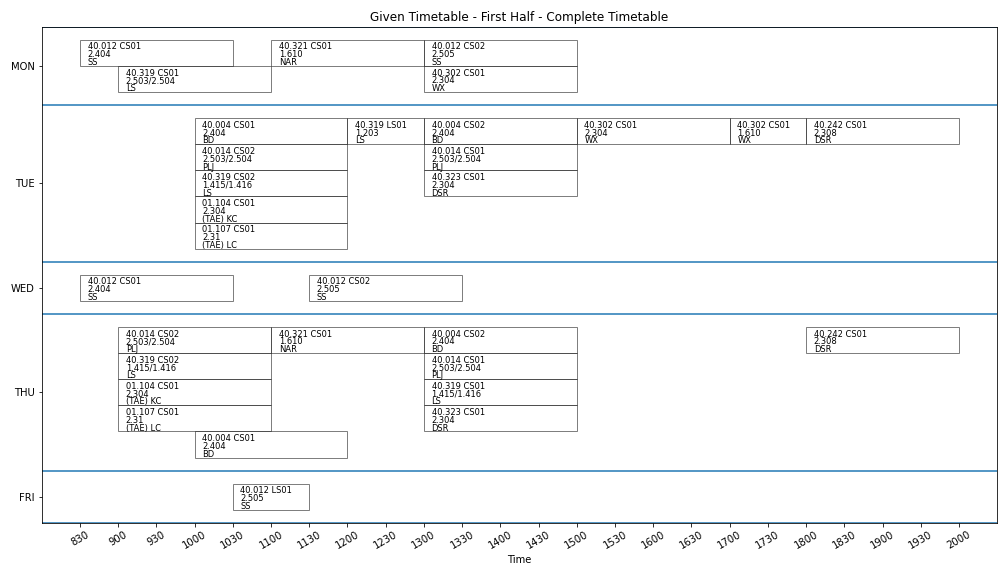 Given Timetable - First Half - Complete Timetable
MON
40.012 CS01
2.404
SS
40.321 CS01
1.610
NAR
40.012 CS02
2.505
SS
40.319 CS01
2.503/2.504
LS
40.302 CS01
2.304
WX
TUE
40.004 CS01
2.404
BD
40.319 LS01
1.203
LS
40.004 CS02
2.404
BD
40.302 CS01
2.304
WX
40.302 CS01
1.610
WX
40.242 CS01
2.308
DSR
40.014 CS02
2.503/2.504
PLJ
40.014 CS01
2.503/2.504
PLJ
40.319 CS02
1.415/1.416
LS
40.323 CS01
2.304
DSR
01.104 CS01
2.304
(TAE) KC
01.107 CS01
2.31
(TAE) LC
WED
40.012 CS01
2.404
SS
40.012 CS02
2.505
SS
THU
40.014 CS02
2.503/2.504
PLJ
40.321 CS01
1.610
NAR
40.004 CS02
2.404
BD
40.242 CS01
2.308
DSR
40.319 CS02
1.415/1.416
LS
40.014 CS01
2.503/2.504
PLJ
01.104 CS01
2.304
(TAE) KC
40.319 CS01
1.415/1.416
LS
01.107 CS01
2.31
(TAE) LC
40.323 CS01
2.304
DSR
40.004 CS01
2.404
BD
FRI
40.012 LS01
2.505
SS
830 900 930 1000 1030 1100 1130 1200 1230 1300 1330 1400 1430 1500 1600 1630 1700 1730 1800 1830 1900 1930 2000
Time